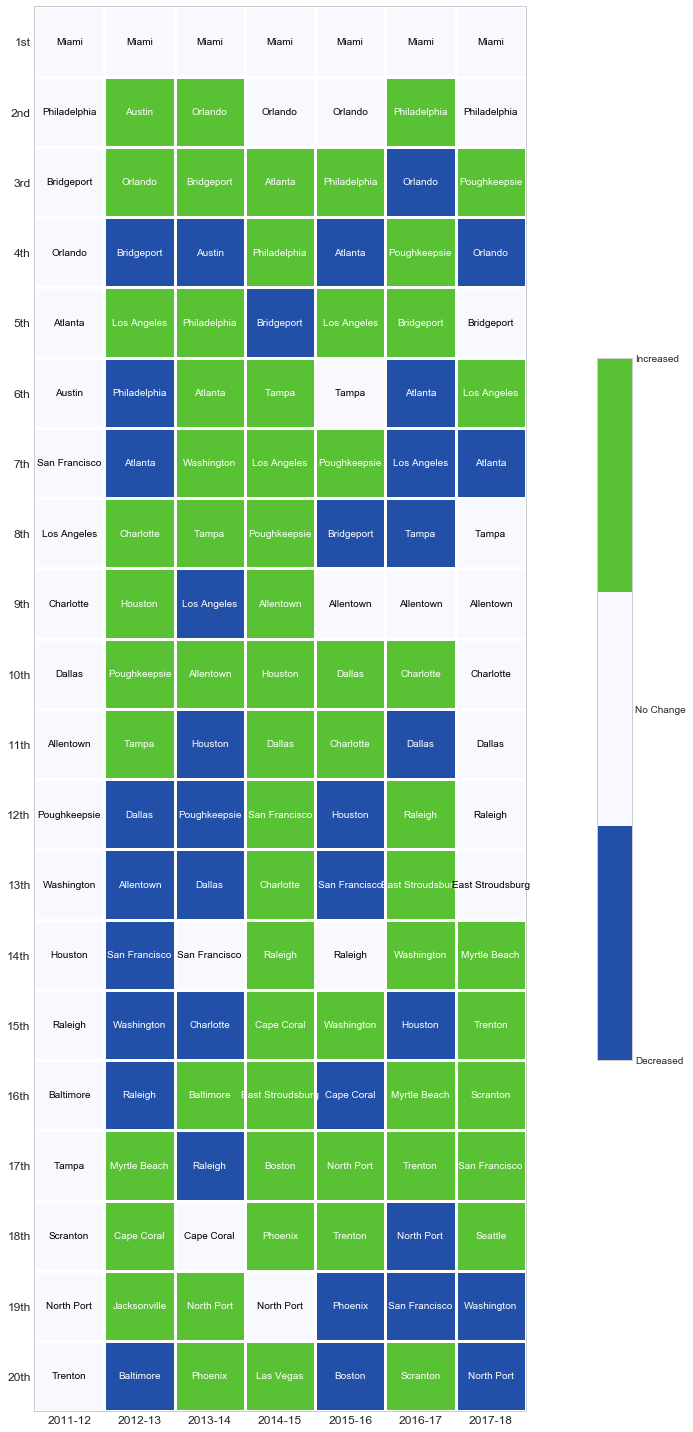 1st Miami Miami Miami Miami Miami Miami Miami
2nd Philadelphia Austin Orlando Orlando Orlando Philadelphia Philadelphia
3rd Bridgeport Orlando Bridgeport Atlanta Philadelphia Orlando Poughkeepsie
4th Orlando Bridgeport Austin Philadelphia Atlanta Poughkeepsie Orlando
5th Atlanta Los Angeles Philadelphia Bridgeport Los Angeles Bridgeport Bridgeport
Increased
6th Austin Philadelphia Atlanta Tampa Tampa Atlanta Los Angeles
7th San Francisco Atlanta Washington Los Angeles Poughkeepsie Los Angeles Atlanta
8th Los Angeles Charlotte Tampa Poughkeepsie Bridgeport Tampa Tampa
9th Charlotte Houston Los Angeles Allentown Allentown Allentown Allentown
10th Dallas Poughkeepsie Allentown Houston Dallas Charlotte Charlotte
No Change
11th Allentown Tampa Houston Dallas Charlotte Dallas Dallas
12th Poughkeepsie Dallas Poughkeepsie San Francisco Houston Raleigh Raleigh
13th Washington Allentown Dallas Charlotte San Francisco East Stroudsburg East Stroudsburg
14th Houston San Francisco San Francisco Raleigh Raleigh Washington Myrtle Beach
15th Raleigh Washington Charlotte Cape Coral Washington Houston Trenton
Decreased
16th Baltimore Raleigh Baltimore East Stroudsburg Cape Coral Myrtle Beach Scranton
17th Tampa Myrtle Beach Raleigh Boston North Port Trenton San Francisco
18th Scranton Cape Coral Cape Coral Phoenix Trenton North Port Seattle
19th North Port Jacksonville North Port North Port Phoenix San Francisco Washington
20th Trenton Baltimore Phoenix Las Vegas Boston Scranton North Port
2011-12 2012-13 2013-14 2014-15 2015-16 2016-17 2017-18